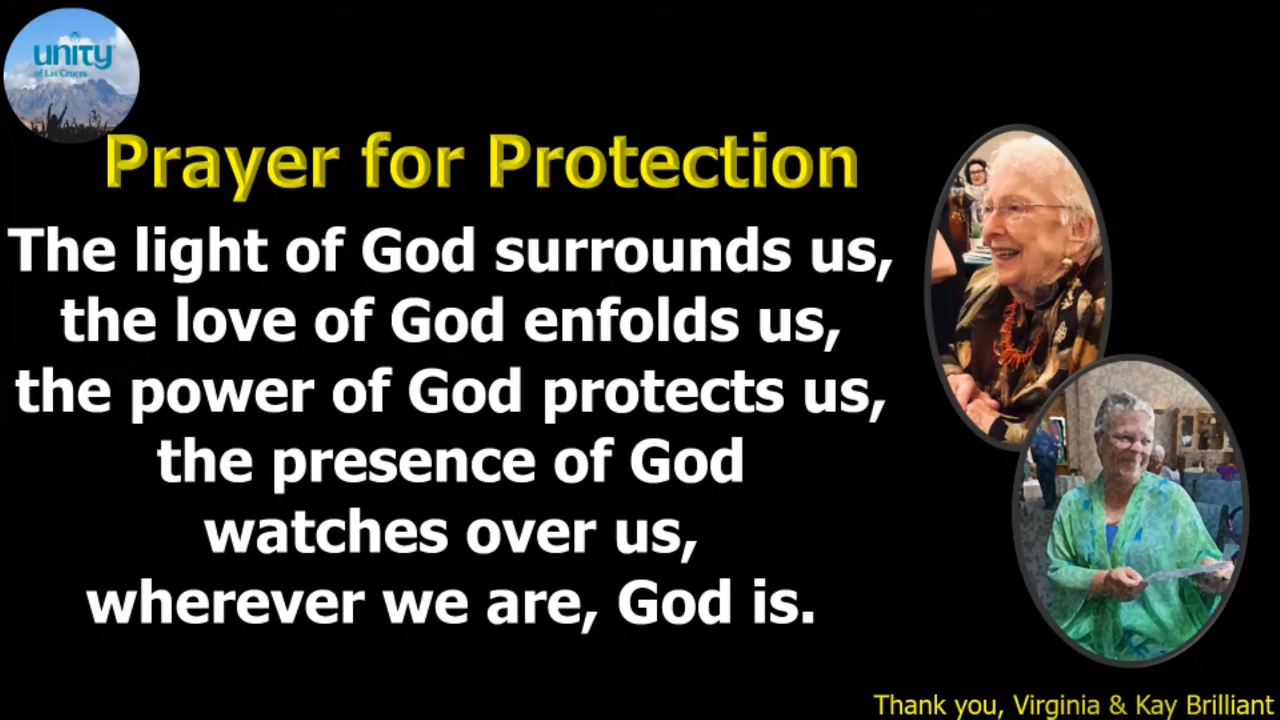 unity
of Las Cruces
Prayer for Protection
The light of God surrounds us,
the love of God enfolds us,
the power of God protects us,
the presence of God
watches over us,
wherever we are, God is.
Thank you, Virginia & Kay Brilliant